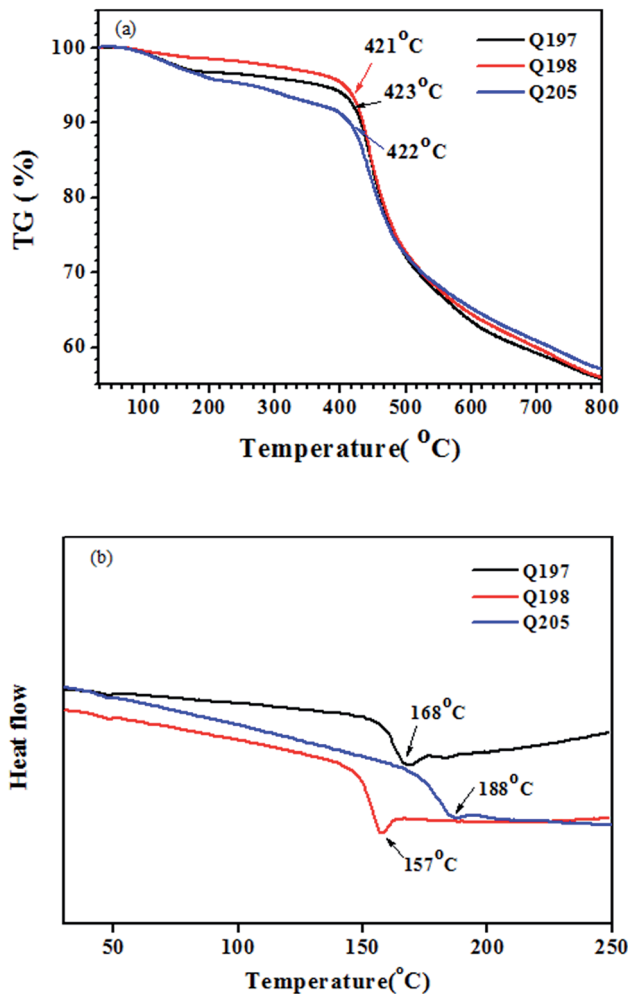 (a)
Q197
Q198
Q205
421°C
423°C
422°C
100
90
80
70
60
TG ( %)
100 200 300 400 500 600 700 800
Temperature( °C)
(b)
Q197
Q198
Q205
168°C
188°C
157°C
Heat flow
50 100 150 200 250
Temperature(°C)